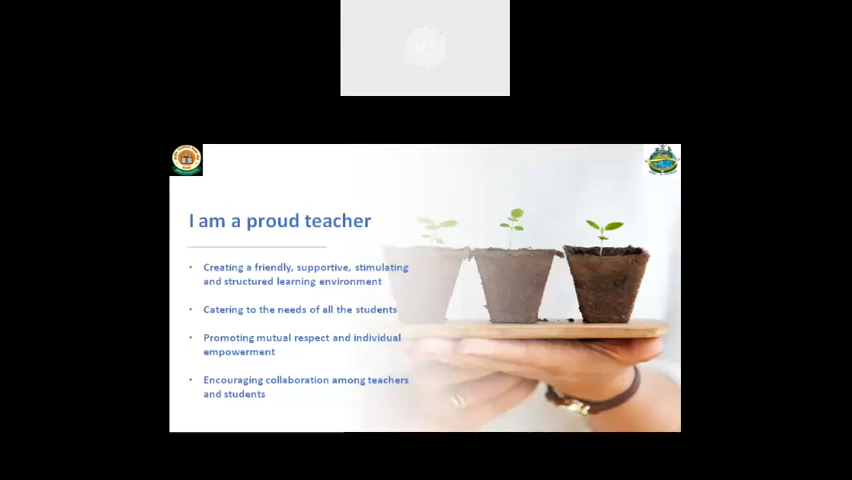 I am a proud teacher
• Creating a friendly, supportive, stimulating
and structured learning environment
• Catering to the needs of all the students
• Promoting mutual respect and individual
empowerment
• Encouraging collaboration among teachers
and students